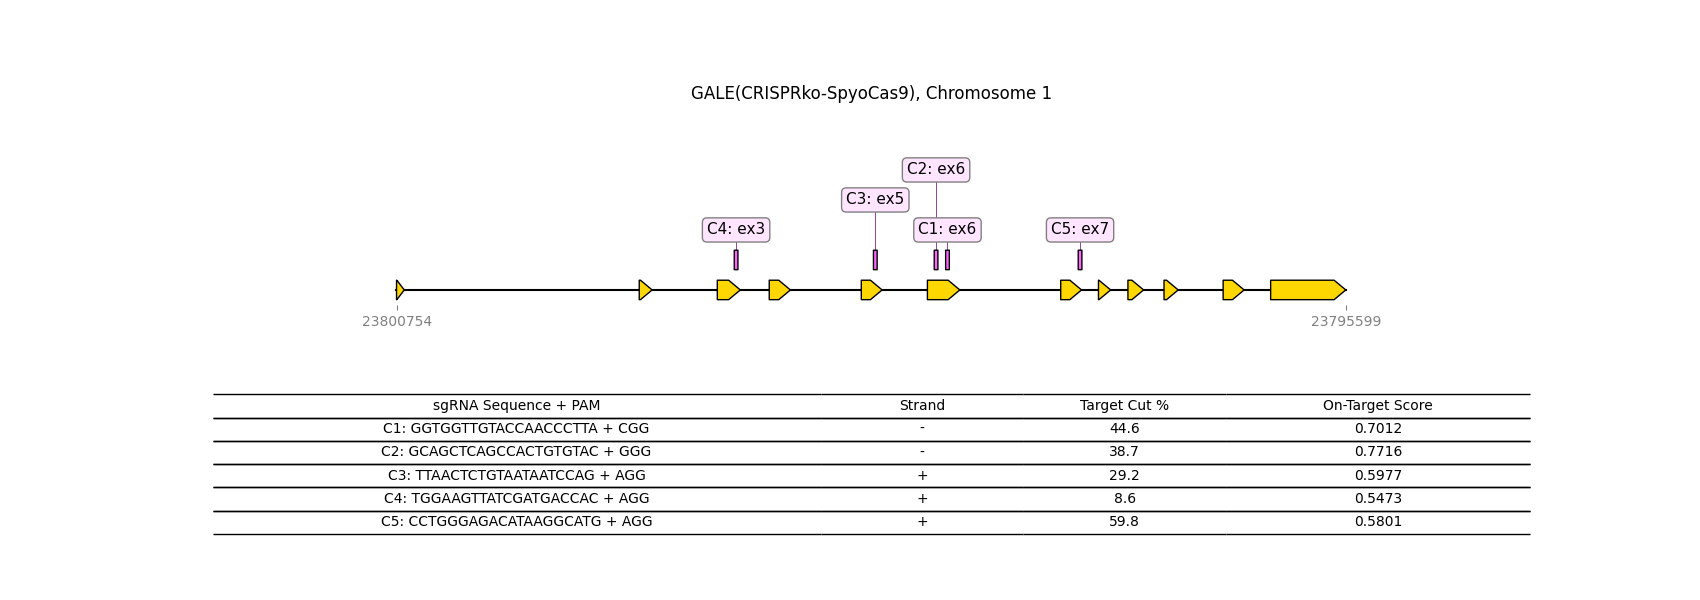 GALE(CRISPRko-SpyoCas9), Chromosome 1
C2: ex6
C3: ex5
C4: ex3
C1: ex6
C5: ex7
23800754
23795599
sgRNA Sequence + PAM Strand Target Cut % On-Target Score
C1: GGTGGTTGTACCAACCCTTA + CGG - 44.6 0.7012
C2: GCAGCTCAGCCACTGTGTAC + GGG - 38.7 0.7716
C3: TTAACTCTGTAATAATCCAG + AGG + 29.2 0.5977
C4: TGGAAGTTATCGATGACCAC + AGG + 8.6 0.5473
C5: CCTGGGAGACATAAGGCATG + AGG + 59.8 0.5801